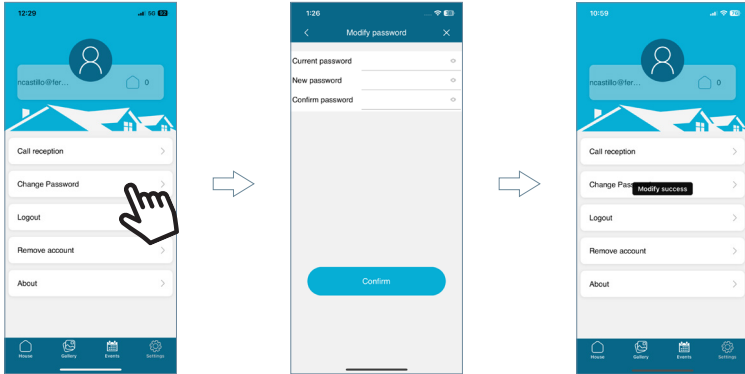 12:29
5G 92
ncastillo@fer...
0
Call reception
Change Password
Logout
Remove account
About
House
Gallery
Events
Settings
1:26
Modify password
Current password
New password
Confirm password
Confirm
10:59
ncastillo@fer...
0
Call reception
Change Pass
Modify success
Logout
Remove account
About
House
Gallery
Events
Settings